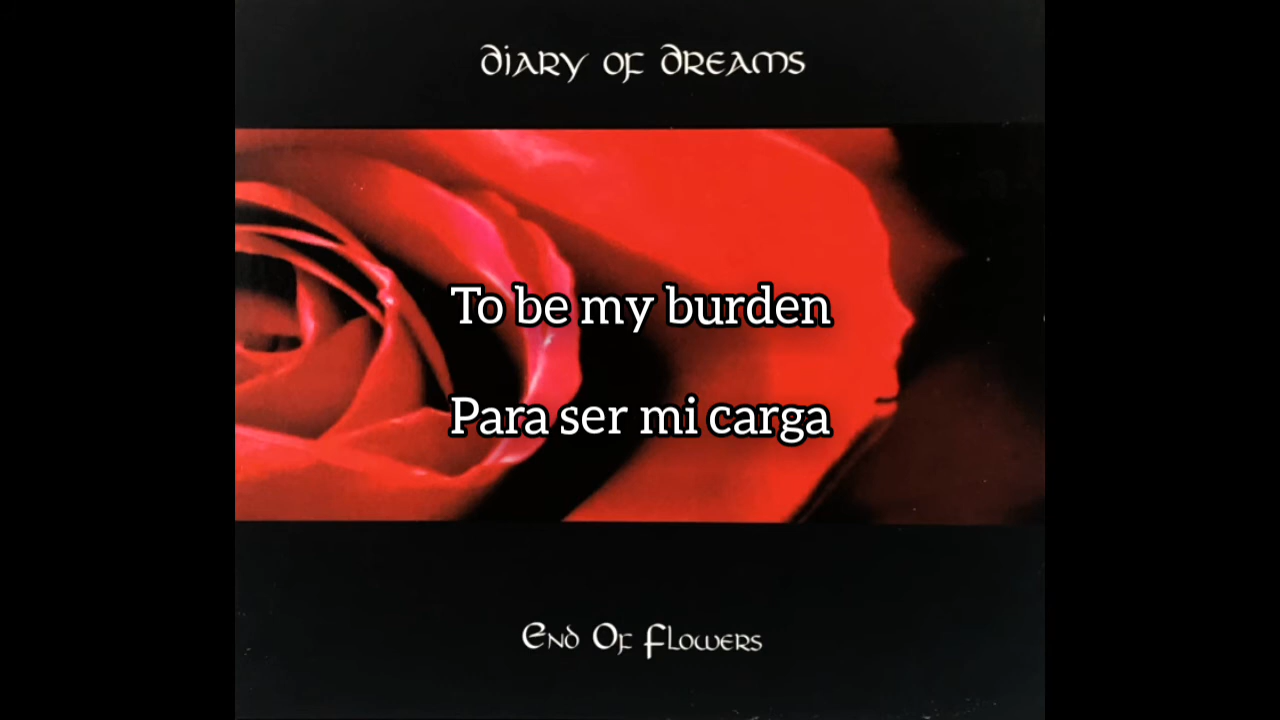 Diary of Dreams
To be my burden
Para ser mi carga
End Of Flowers